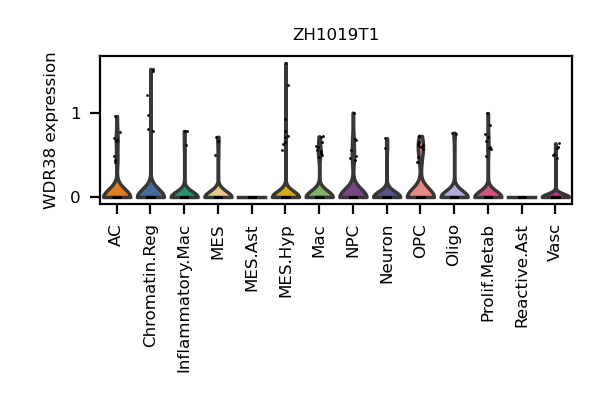 ZH1019T1
WDR38 expression
1
0
AC
Chromatin.Reg
Inflammatory.Mac
MES
MES.Ast
MES.Hyp
Mac
NPC
Neuron
OPC
Oligo
Prolif.Metab
Reactive.Ast
Vasc